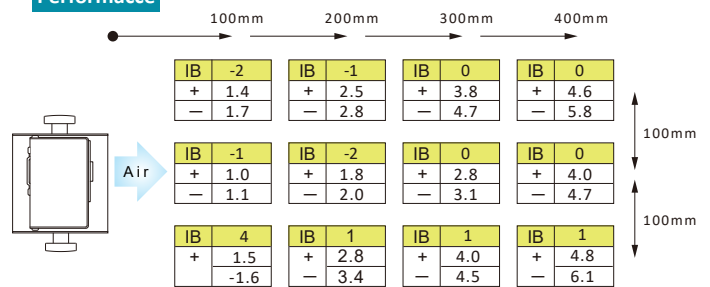 Performatce
100mm 200mm 300mm 400mm
IB -2 IB -1 IB 0 IB 0
+ 1.4 + 2.5 + 3.8 + 4.6
— 1.7 — 2.8 — 4.7 — 5.8
100mm
IB -1 IB -2 IB 0 IB 0
Air + 1.0 + 1.8 + 2.8 + 4.0
— 1.1 — 2.0 — 3.1 — 4.7
100mm
IB 4 IB 1 IB 1 IB 1
+ 1.5 + 2.8 + 4.0 + 4.8
-1.6 — 3.4 — 4.5 — 6.1